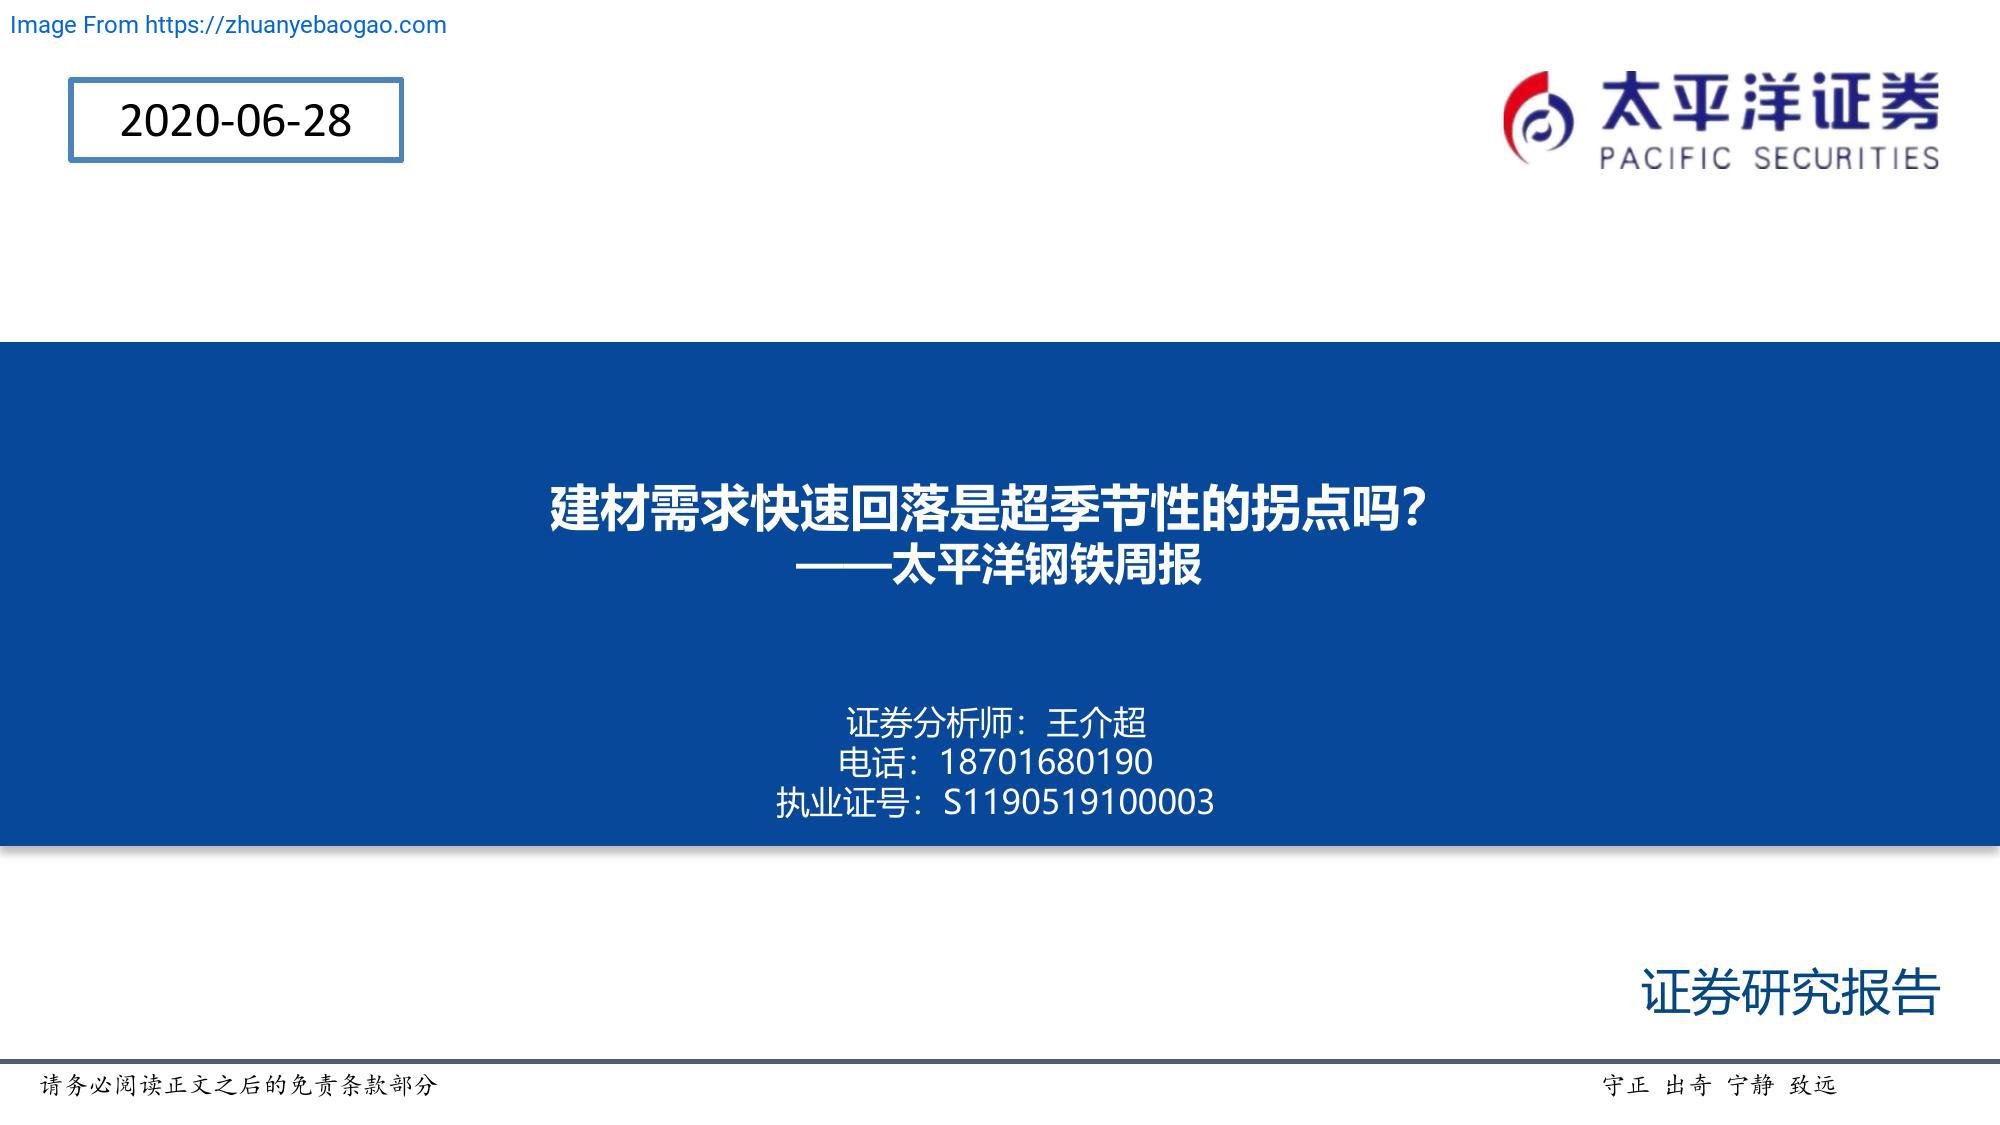 Image From https://zhuanyebaogao.com
2020-06-28
太平洋证券
PACIFIC SECURITIES
建材需求快速回落是超季节性的拐点吗？
——太平洋钢铁周报
证券分析师：王介超
电话：18701680190
执业证号：S1190519100003
证券研究报告
请务必阅读正文之后的免责条款部分
守正 出奇 宁静 致远